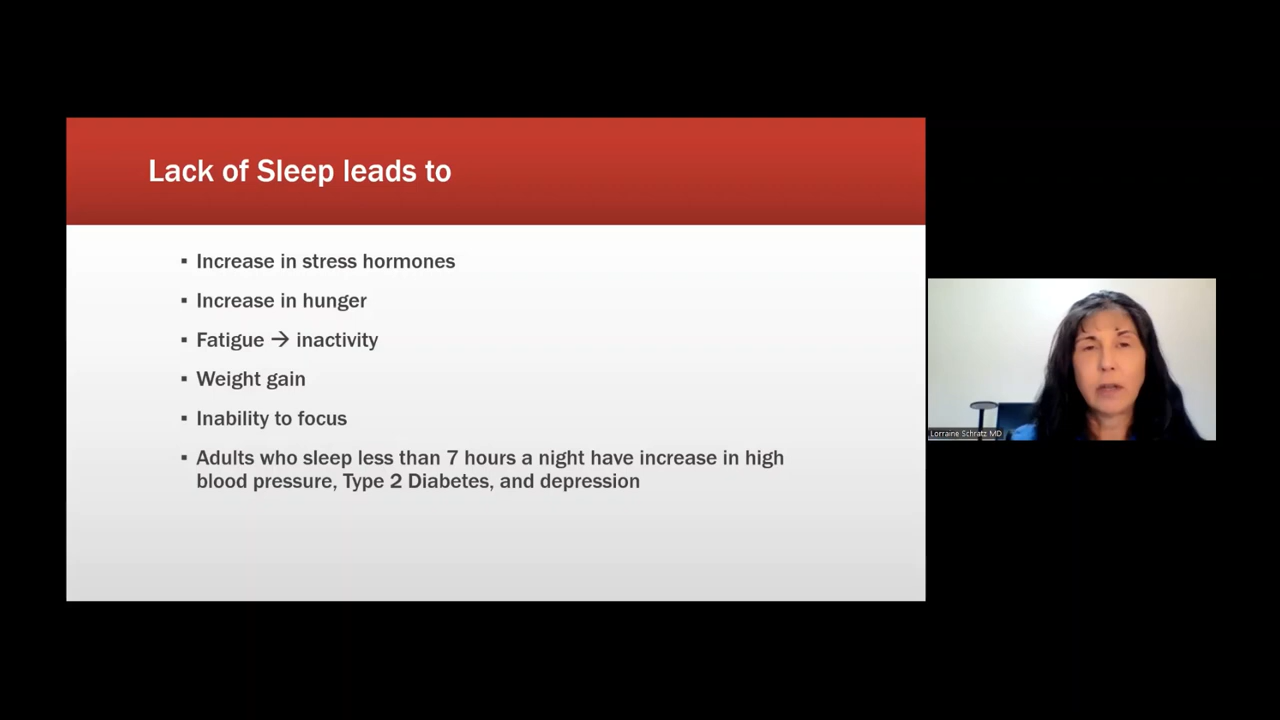 Lack of Sleep leads to
▪ Increase in stress hormones
▪ Increase in hunger
▪ Fatigue → inactivity
▪ Weight gain
▪ Inability to focus
▪ Adults who sleep less than 7 hours a night have increase in high
blood pressure, Type 2 Diabetes, and depression
Lorraine Schratz MD